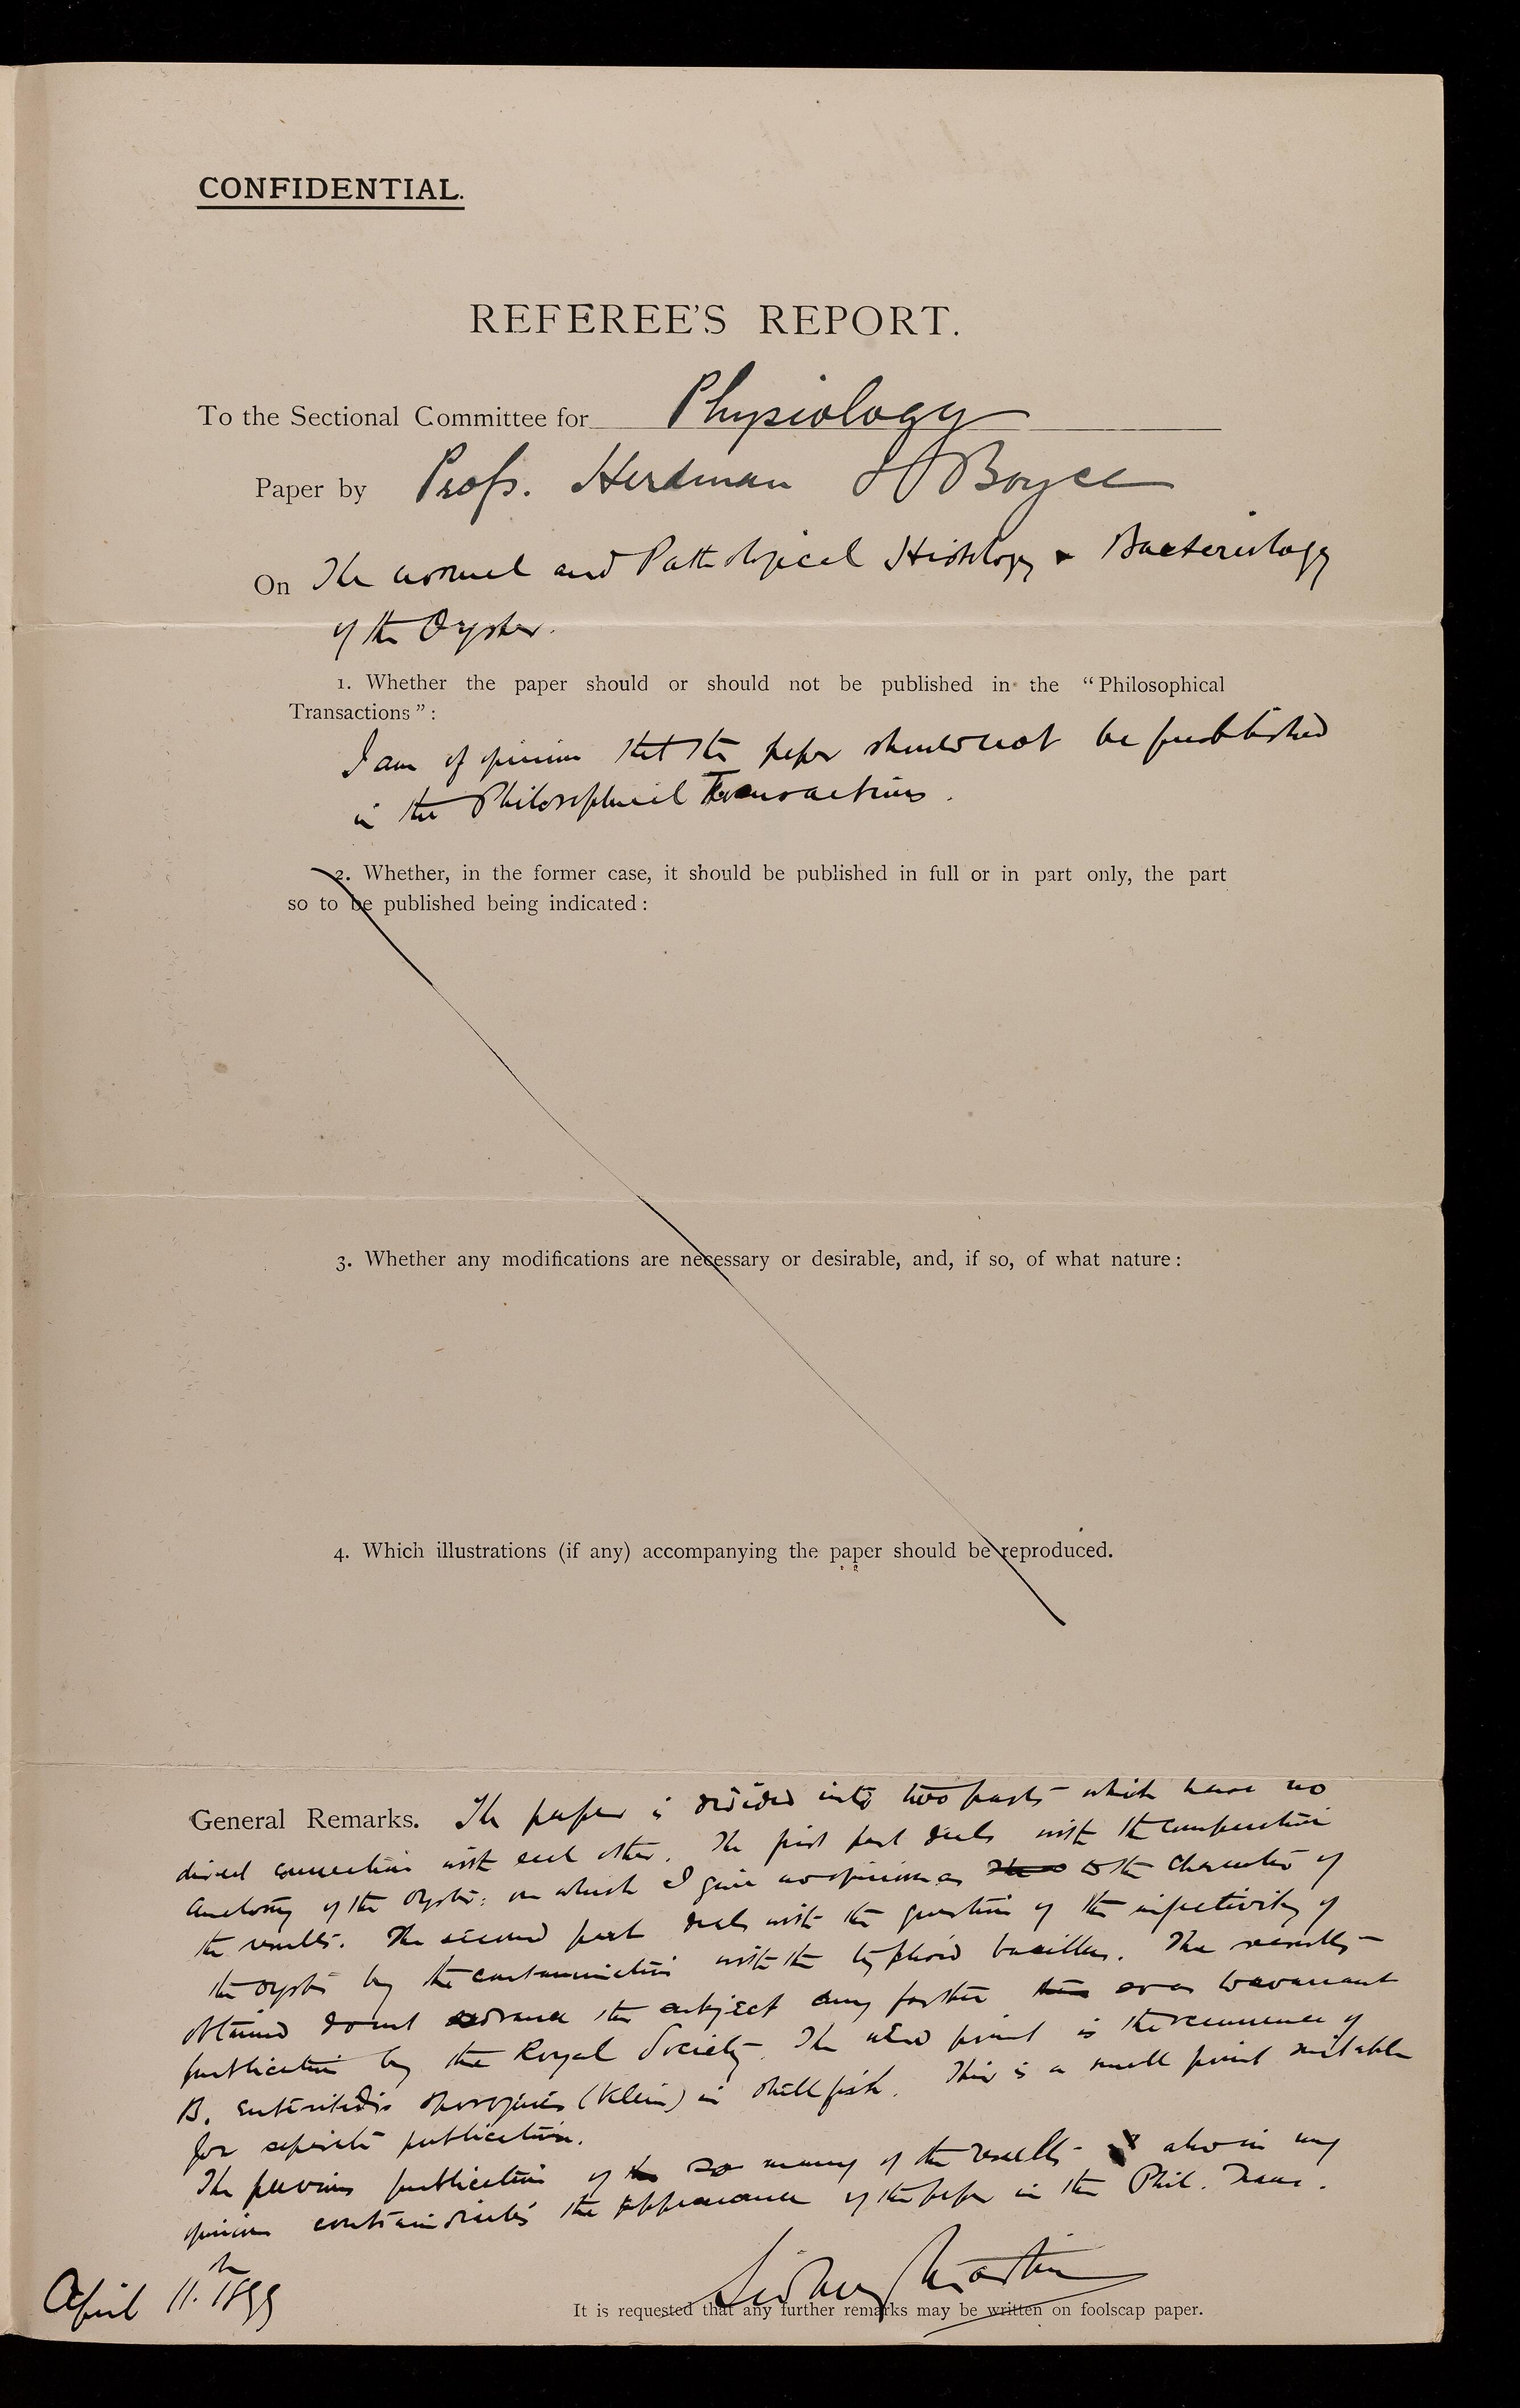 CONFIDENTIAL.
REFEREE'S REPORT.
To the Sectional Committee for Physiology
Paper by Profs. Herdman & Boyce
On The normal and Pathological Histology & Bacteriology
of the Oyster.
1. Whether the paper should or should not be published in the “Philosophical
Transactions”:
I am of opinion that the paper should not be published
in the Philosophical Transactions.
2. Whether, in the former case, it should be published in full or in part only, the part
so to be published being indicated:
3. Whether any modifications are necessary or desirable, and, if so, of what nature:
4. Which illustrations (if any) accompanying the paper should be reproduced.
General Remarks. The paper is divided into two parts which have no
direct connection with each other. The first part deals with the comparative
anatomy of the oyster: on which I give no opinion as to the character of
the results. The second part deals with the question of the infectivity of
the oyster by the contamination with the typhoid bacillus. The results
obtained do not advance the subject any further so as to warrant
publication by the Royal Society. The new point is the recurrence of
B. enteritidis sporogenes (Klein) in shell fish. This is a small point suitable
for separate publication.
The previous publication of so many of the results also in my
opinion contraindicates the appearance of the paper in the Phil. Trans.
Sidney Martin
April 11th 1899
It is requested that any further remarks may be written on foolscap paper.